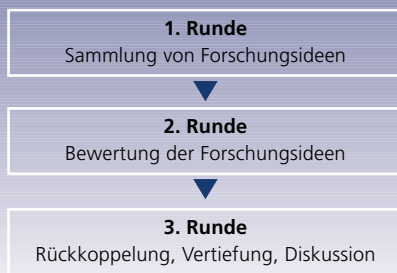 1. Runde
Sammlung von Forschungsideen
2. Runde
Bewertung der Forschungsideen
3. Runde
Rückkoppelung, Vertiefung, Diskussion